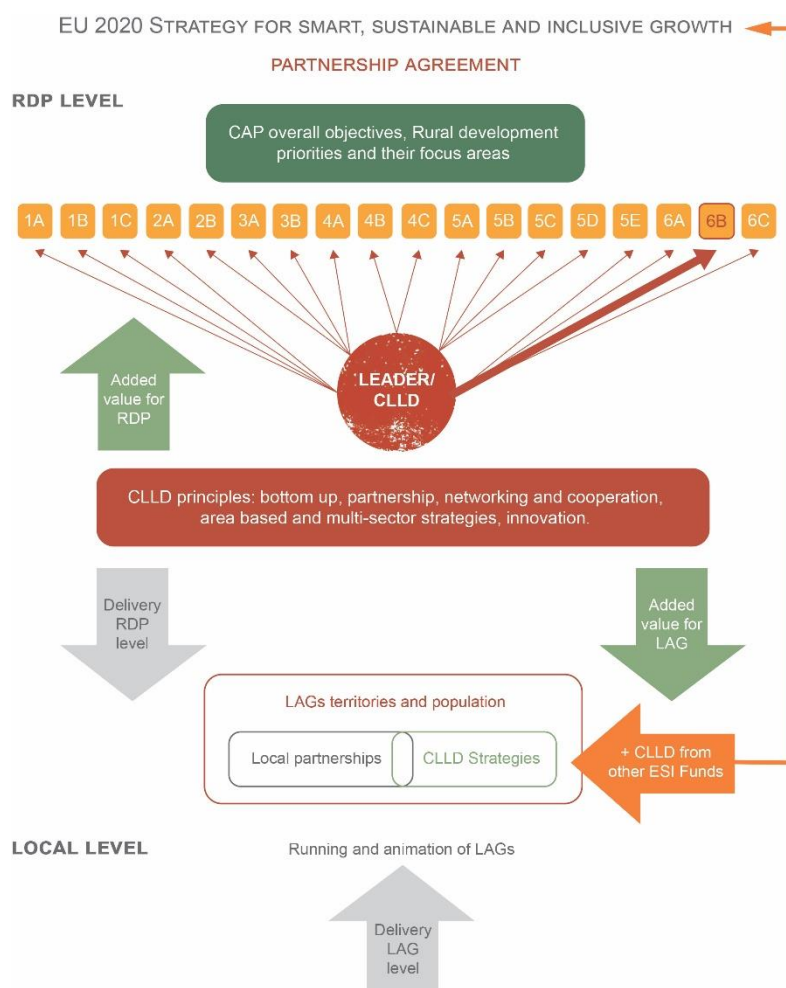 EU 2020 STRATEGY FOR SMART, SUSTAINABLE AND INCLUSIVE GROWTH
PARTNERSHIP AGREEMENT
RDP LEVEL
CAP overall objectives, Rural development
priorities and their focus areas
1A 1B 1C 2A 2B 3A 3B 4A 4B 4C 5A 5B 5C 5D 5E 6A 6B 6C
Added
value for
RDP
LEADER/
CLLD
CLLD principles: bottom up, partnership, networking and cooperation,
area based and multi-sector strategies, innovation.
Delivery
RDP
level
Added
value for
LAG
LAGs territories and population
Local partnerships
CLLD Strategies
+ CLLD from
other ESI Funds
LOCAL LEVEL
Running and animation of LAGs
Delivery
LAG
level